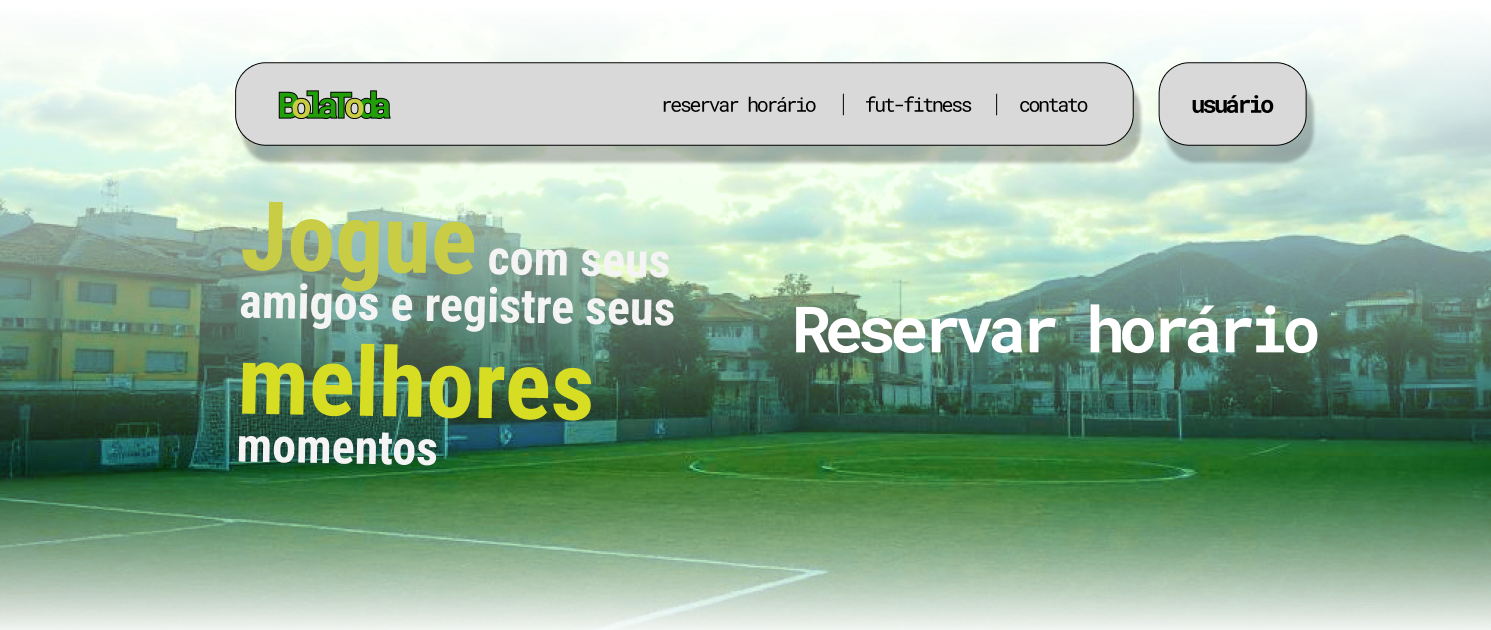 BolaToda
reservar horário
fut-fitness
contato
usuário
Jogue com seus
amigos e registre seus
melhores
momentos
Reservar horário